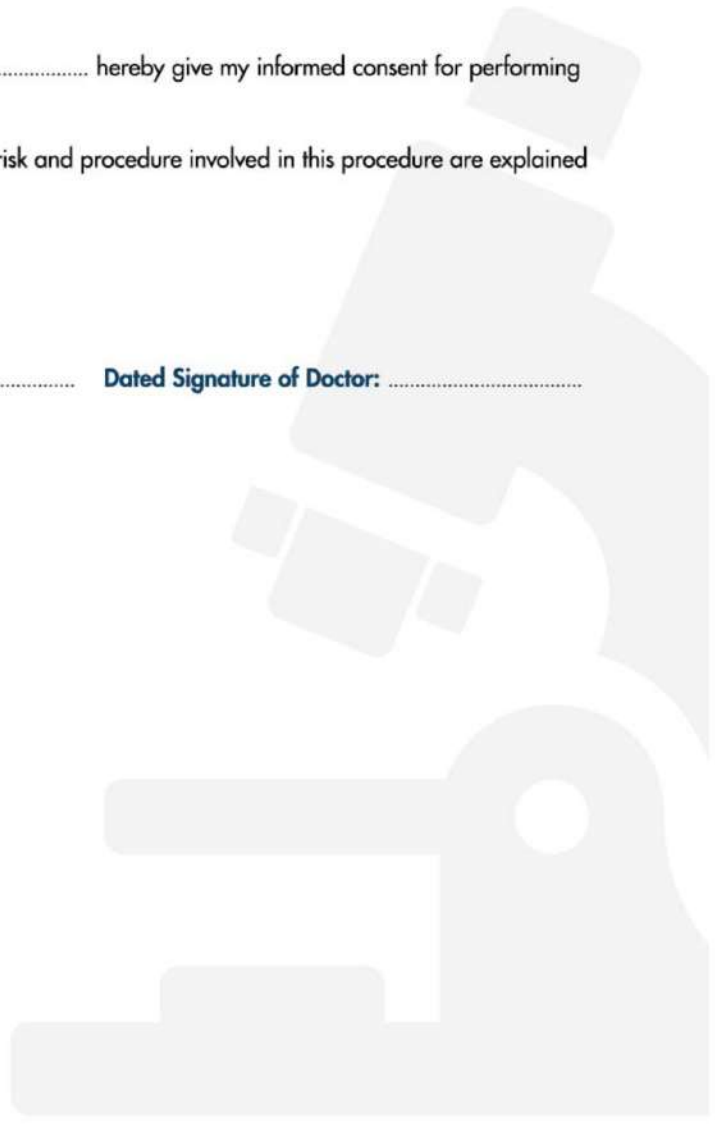 ................ hereby give my informed consent for performing
risk and procedure involved in this procedure are explained
.............. Dated Signature of Doctor: ....................................